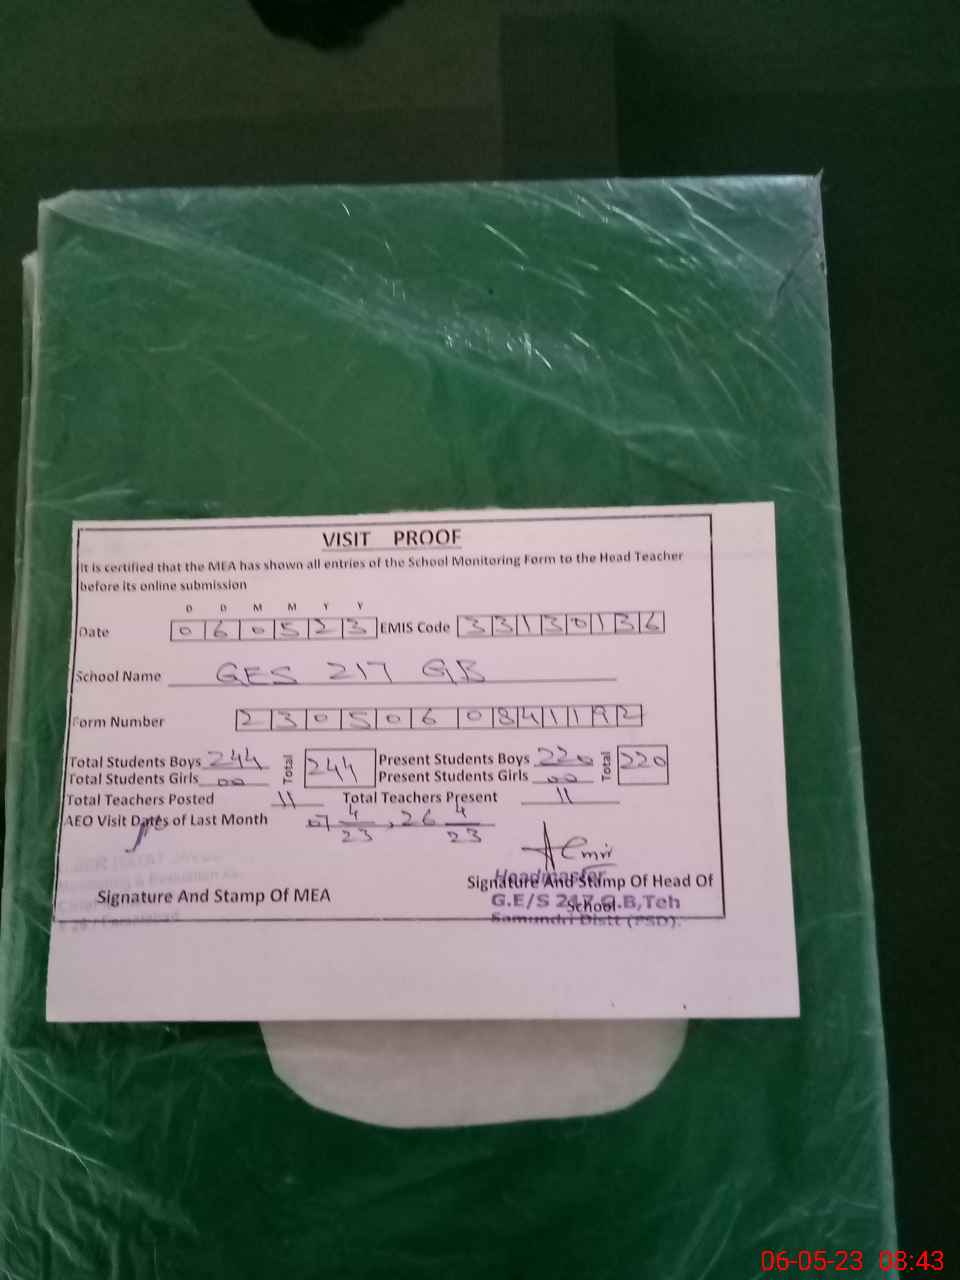 VISIT PROOF
It is certified that the MEA has shown all entries of the School Monitoring Form to the Head Teacher
before its online submission
D D M M Y Y
Date 0 6 0 5 2 3 EMIS Code 3 3 1 3 0 1 3 6
School Name GES 217 GB
Form Number 2 3 0 5 0 6 0 8 4 1 1 9 2
Total Students Boys 244 Total 244 Present Students Boys 220 Total 220
Total Students Girls 00 Present Students Girls 00
Total Teachers Posted 11 Total Teachers Present 11
AEO Visit Dates of Last Month 07 4/23, 26 4/23
Headmaster
Signature And Stamp Of MEA Signature And Stamp Of Head Of
School
G.E/S G.B,Teh
Samundri Distt (FSD).
06-05-23 08:43